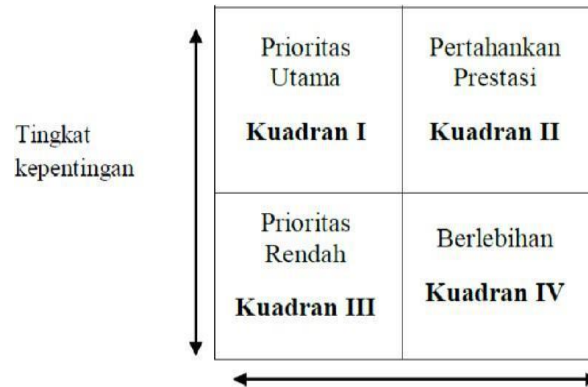 Prioritas
Utama
Kuadran I
Pertahankan
Prestasi
Kuadran II
Tingkat
kepentingan
Prioritas
Rendah
Kuadran III
Berlebihan
Kuadran IV